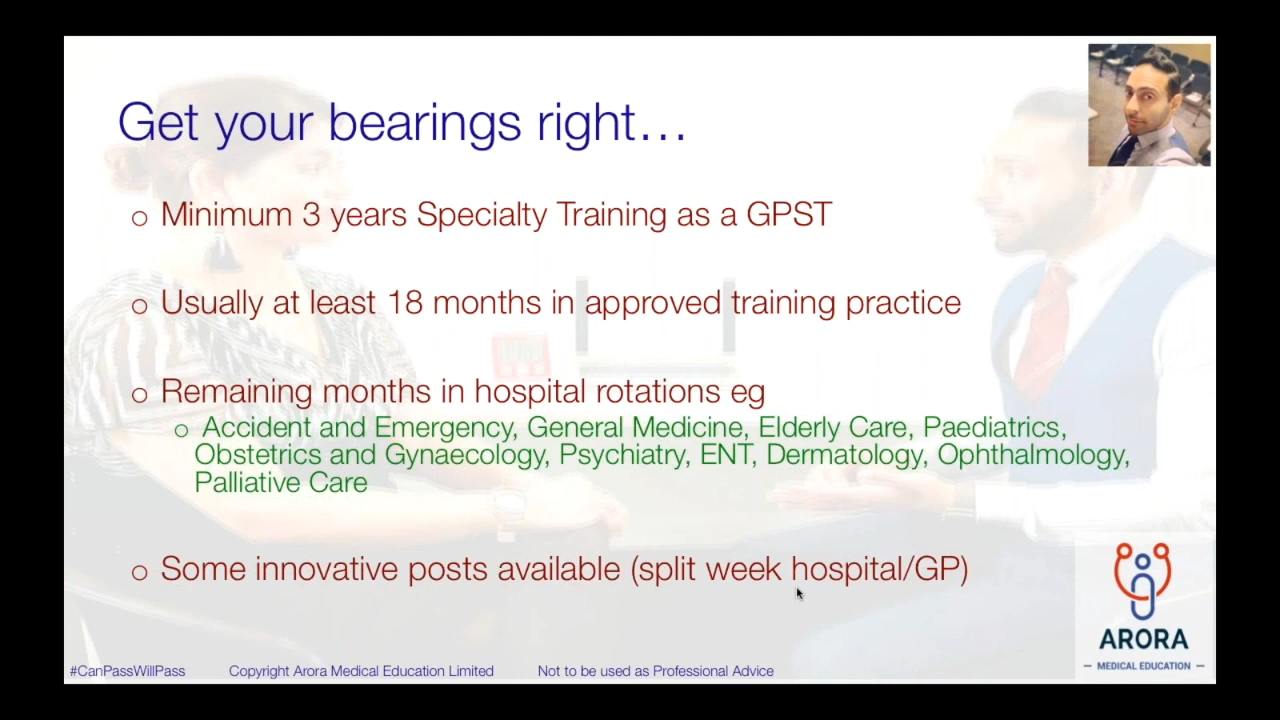 Get your bearings right…
o Minimum 3 years Specialty Training as a GPST
o Usually at least 18 months in approved training practice
o Remaining months in hospital rotations eg
o Accident and Emergency, General Medicine, Elderly Care, Paediatrics,
Obstetrics and Gynaecology, Psychiatry, ENT, Dermatology, Ophthalmology,
Palliative Care
o Some innovative posts available (split week hospital/GP)
ARORA
MEDICAL EDUCATION
#CanPassWillPass
Copyright Arora Medical Education Limited
Not to be used as Professional Advice